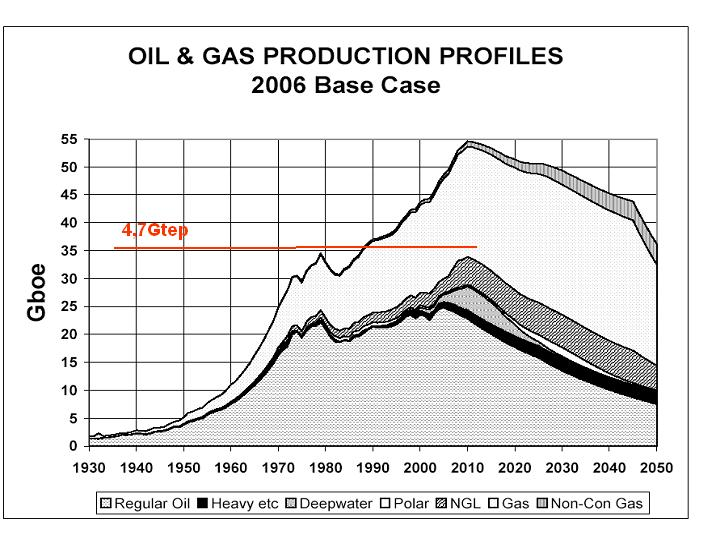 OIL & GAS PRODUCTION PROFILES
2006 Base Case
Gboe
55
50
45
40
35
30
25
20
15
10
5
0
4.7Gtep
1930 1940 1950 1960 1970 1980 1990 2000 2010 2020 2030 2040 2050
Regular Oil Heavy etc Deepwater Polar NGL Gas Non-Con Gas